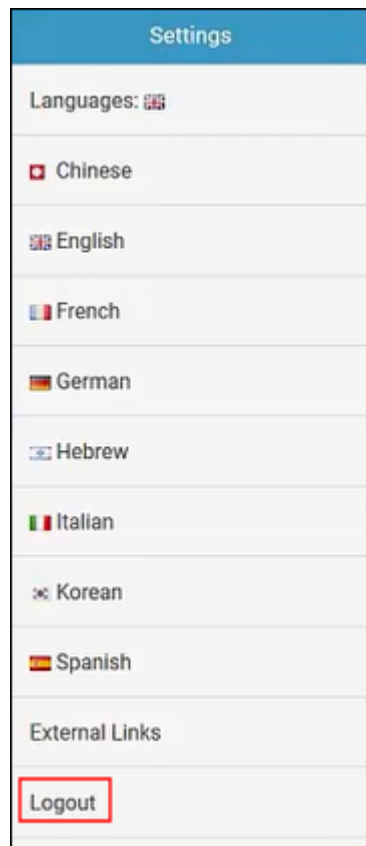 Settings
Languages:
Chinese
English
French
German
Hebrew
Italian
Korean
Spanish
External Links
Logout